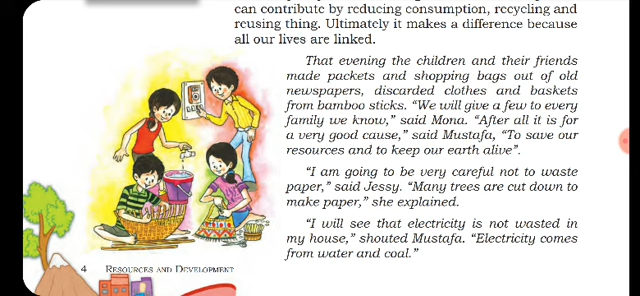 can contribute by reducing consumption, recycling and
reusing thing. Ultimately it makes a difference because
all our lives are linked.
That evening the children and their friends
made packets and shopping bags out of old
newspapers, discarded clothes and baskets
from bamboo sticks. “We will give a few to every
family we know,” said Mona. “After all it is for
a very good cause,” said Mustafa, “To save our
resources and to keep our earth alive”.
“I am going to be very careful not to waste
paper,” said Jessy. “Many trees are cut down to
make paper,” she explained.
“I will see that electricity is not wasted in
my house,” shouted Mustafa. “Electricity comes
from water and coal.”
4 RESOURCES AND DEVELOPMENT